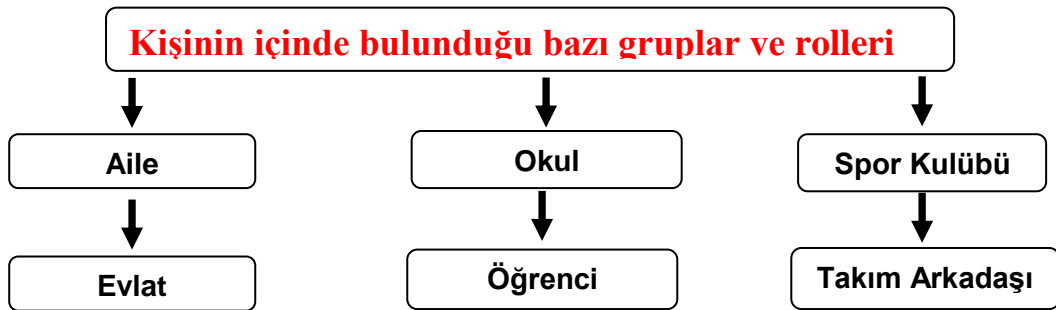 Kişinin içinde bulunduğu bazı gruplar ve rolleri
Aile
Okul
Spor Kulübü
Evlat
Öğrenci
Takım Arkadaşı